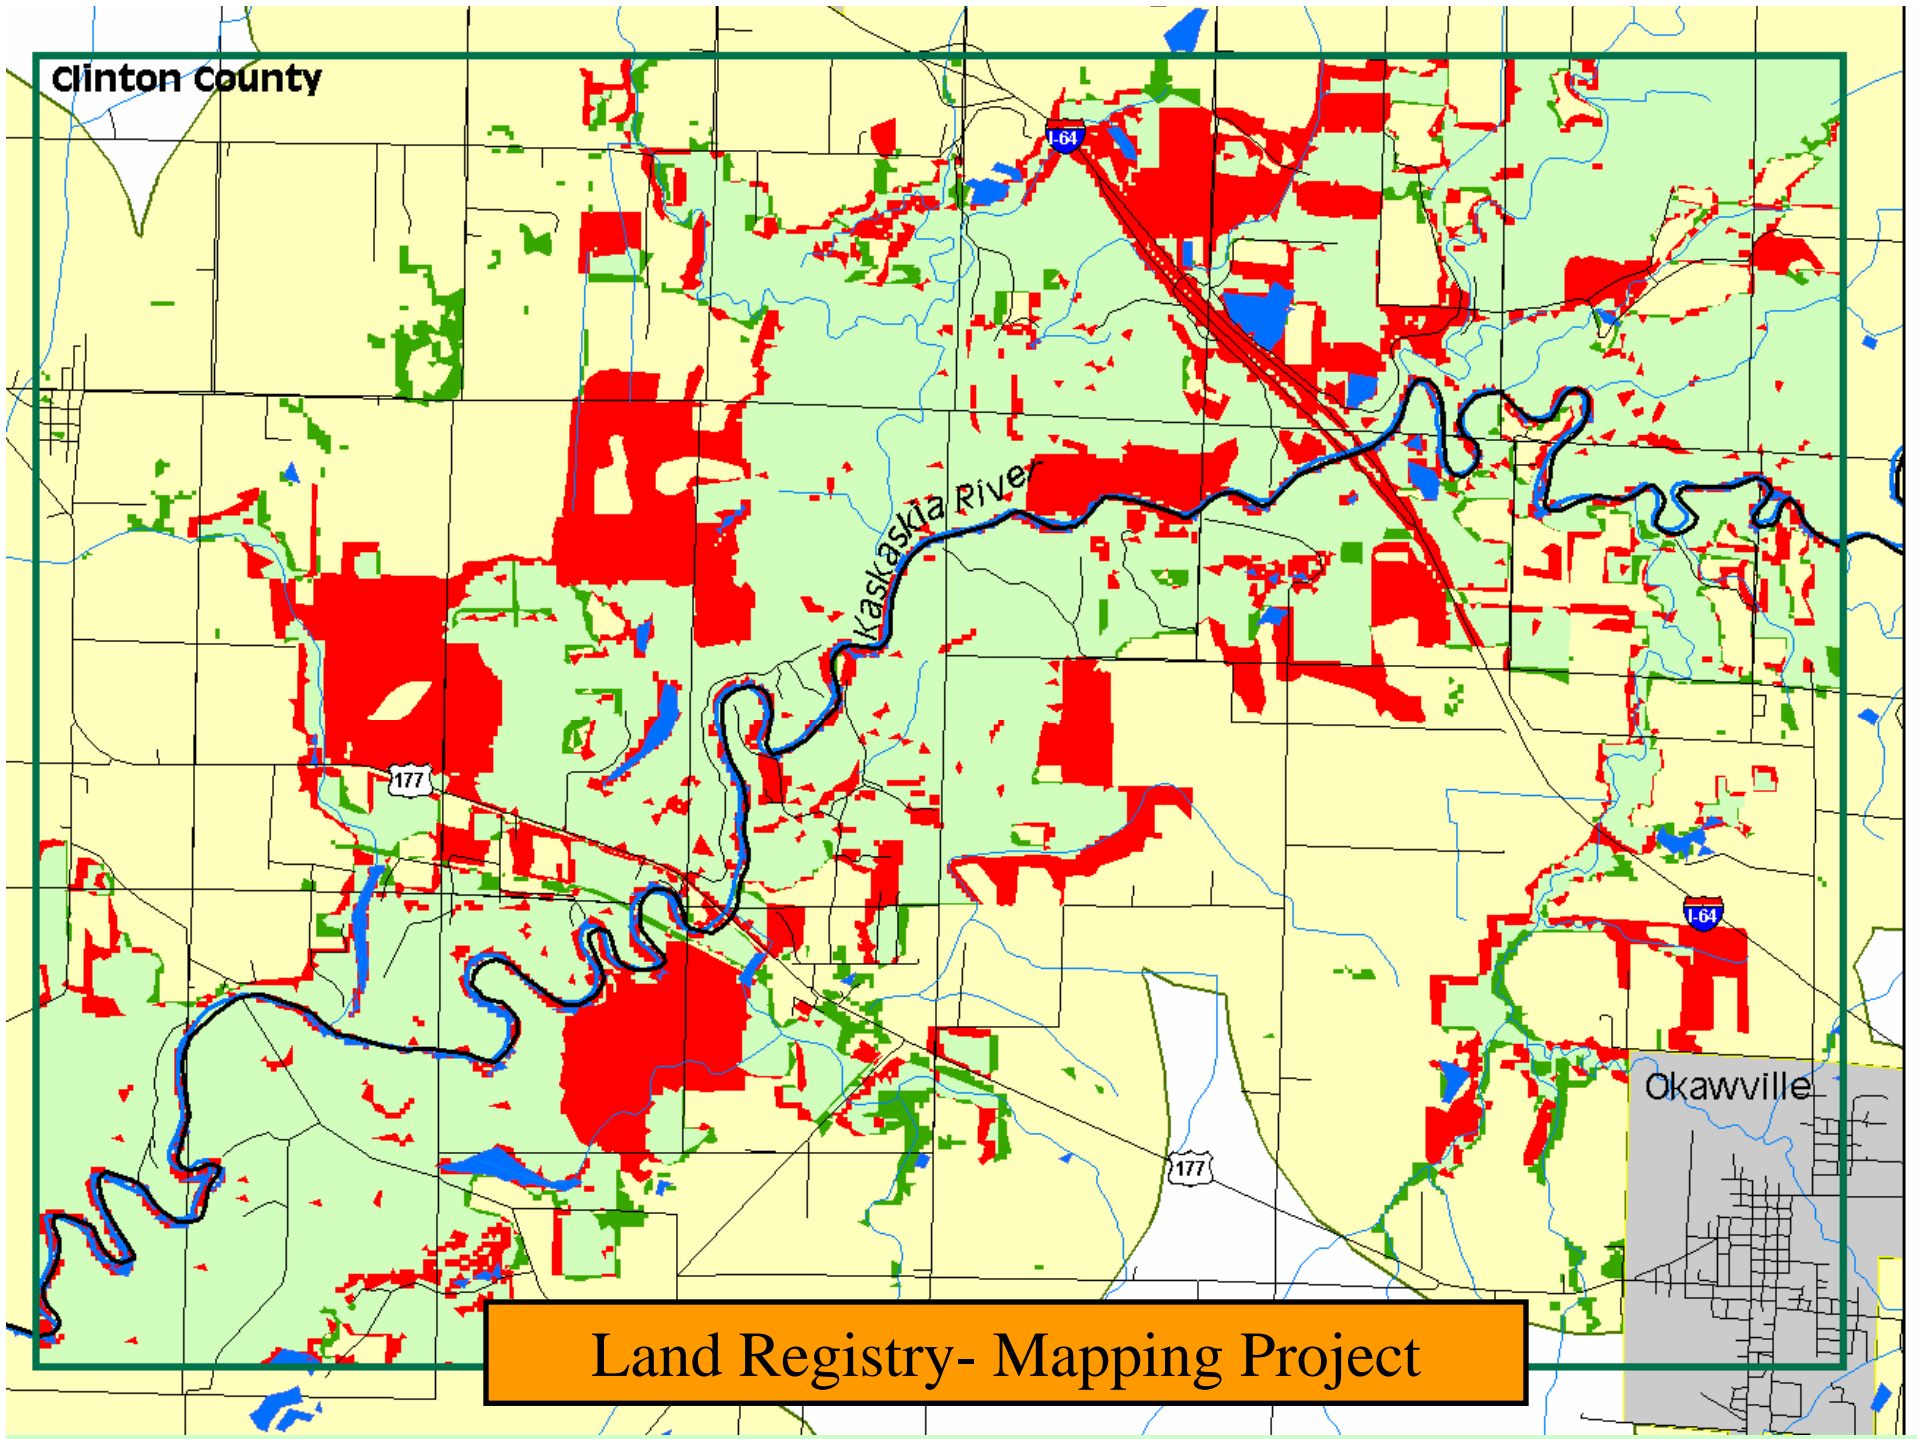 Clinton County
I-64
Kaskaskia River
177
I-64
Okawville
177
Land Registry- Mapping Project